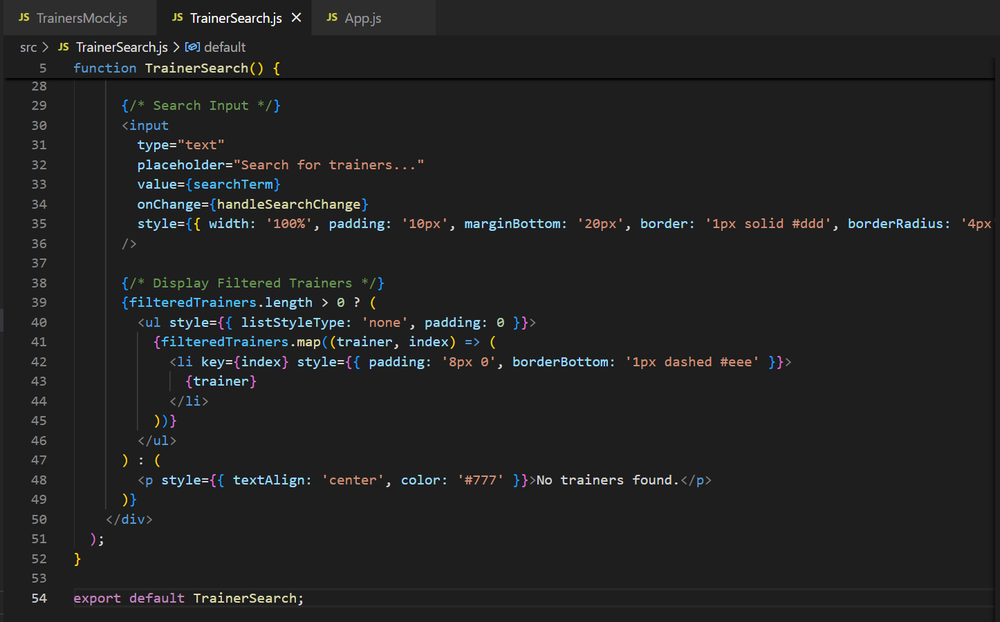 JS TrainersMock.js JS TrainerSearch.js × JS App.js
src > JS TrainerSearch.js > default
5 function TrainerSearch() {
28
29 {/* Search Input */}
30 <input
31 type="text"
32 placeholder="Search for trainers..."
33 value={searchTerm}
34 onChange={handleSearchChange}
35 style={{ width: '100%', padding: '10px', marginBottom: '20px', border: '1px solid #ddd', borderRadius: '4px
36 />
37
38 {/* Display Filtered Trainers */}
39 {filteredTrainers.length > 0 ? (
40 <ul style={{ listStyleType: 'none', padding: 0 }}>
41 {filteredTrainers.map((trainer, index) => (
42 <li key={index} style={{ padding: '8px 0', borderBottom: '1px dashed #eee' }}>
43 {trainer}
44 </li>
45 ))}
46 </ul>
47 ) : (
48 <p style={{ textAlign: 'center', color: '#777' }}>No trainers found.</p>
49 )}
50 </div>
51 );
52 }
53
54 export default TrainerSearch;